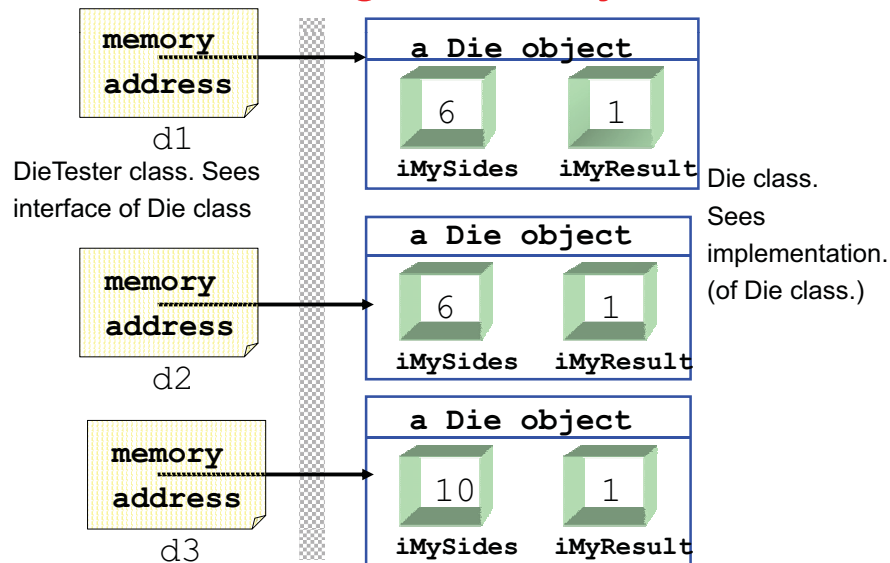 memory
address
d1
a Die object
6
1
iMySides
iMyResult
DieTester class. Sees
interface of Die class
Die class.
Sees
implementation.
(of Die class.)
memory
address
d2
a Die object
6
1
iMySides
iMyResult
memory
address
d3
a Die object
10
1
iMySides
iMyResult